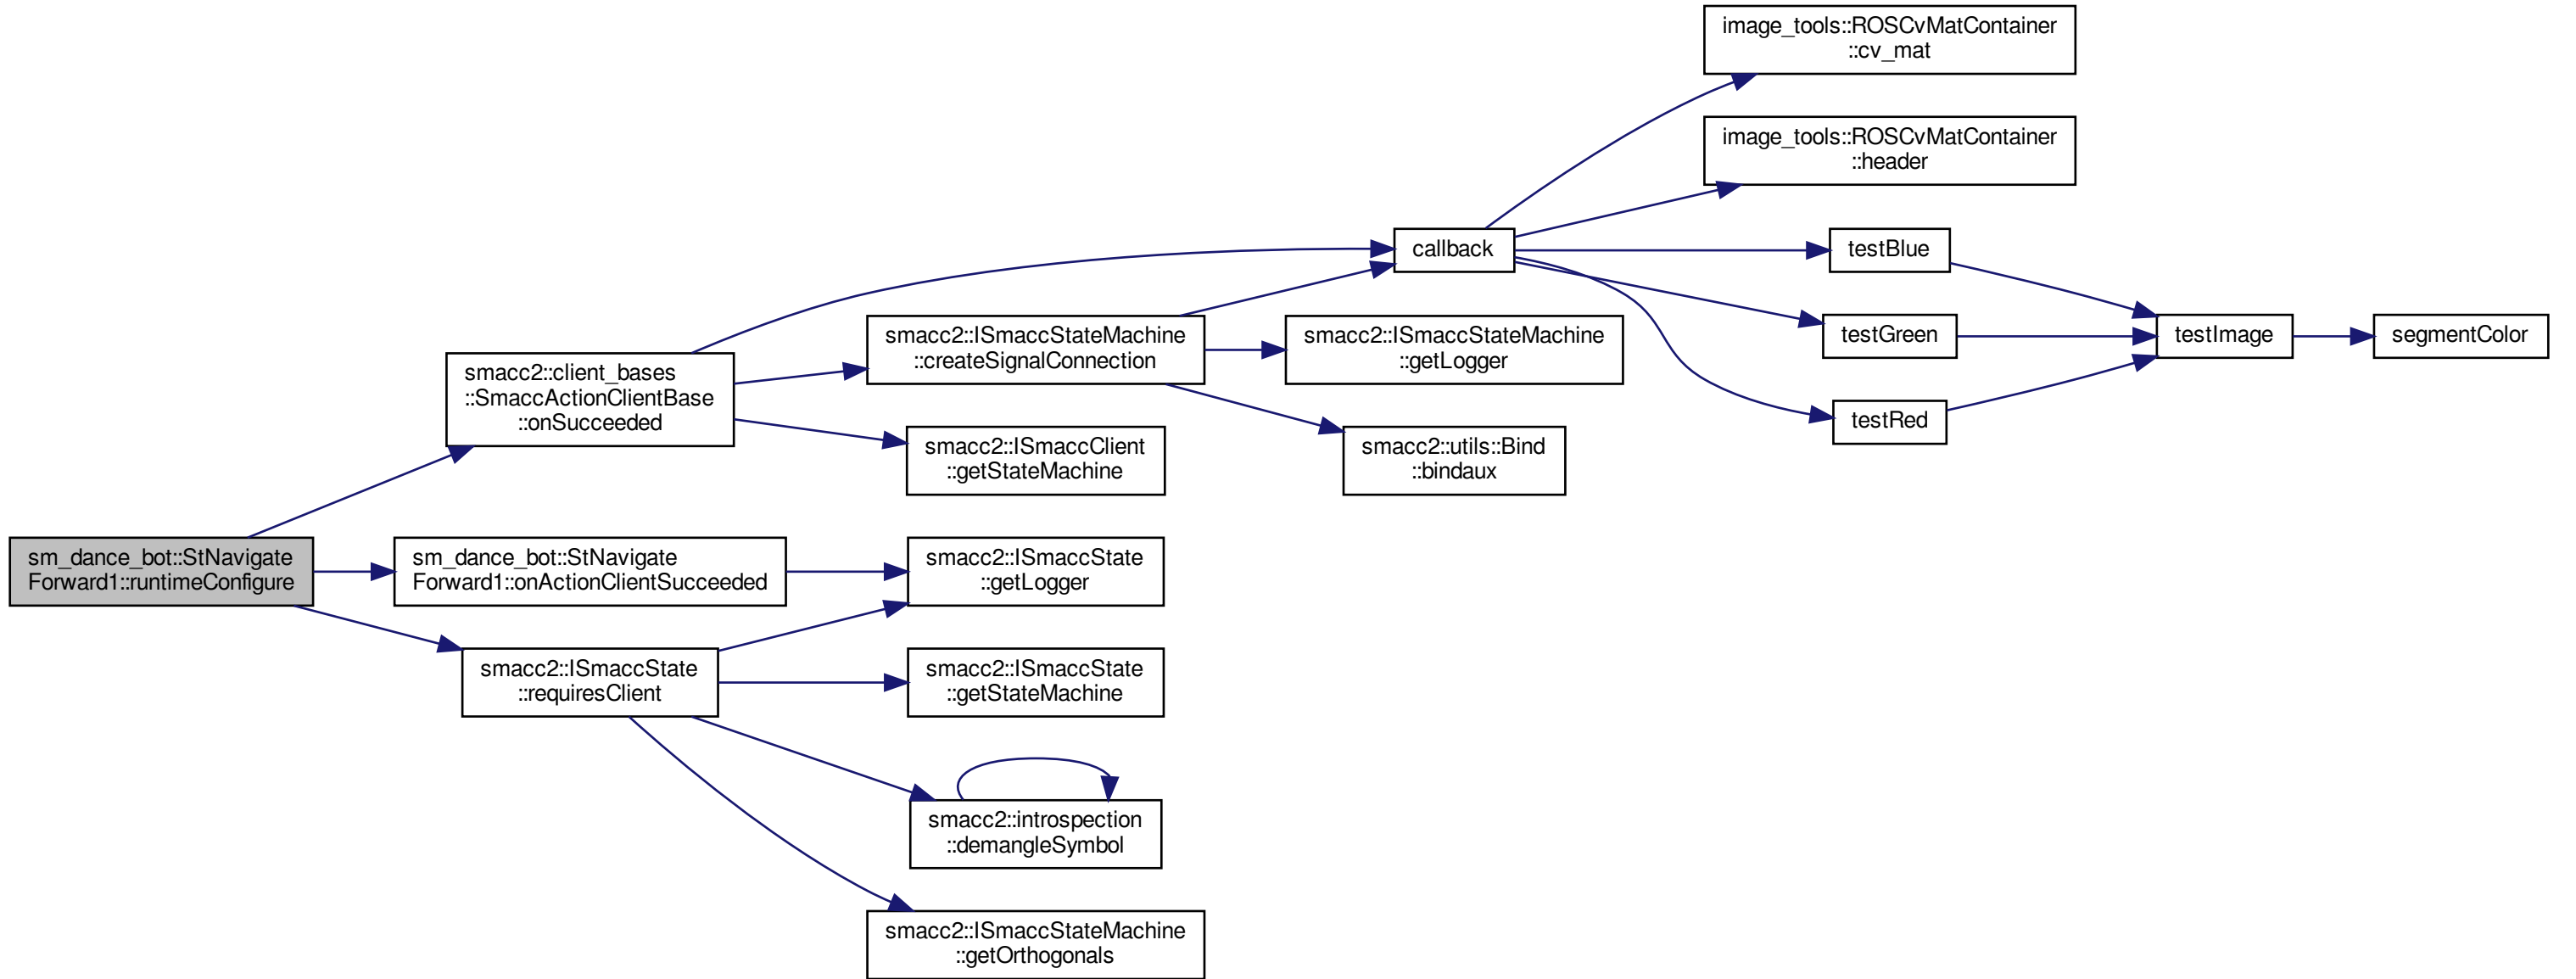 sm_dance_bot::StNavigate
Forward1::runtimeConfigure
smacc2::client_bases
::SmaccActionClientBase
::onSucceeded
sm_dance_bot::StNavigate
Forward1::onActionClientSucceeded
smacc2::ISmaccState
::requiresClient
smacc2::ISmaccStateMachine
::createSignalConnection
smacc2::ISmaccClient
::getStateMachine
smacc2::ISmaccState
::getLogger
smacc2::ISmaccState
::getStateMachine
smacc2::introspection
::demangleSymbol
smacc2::ISmaccStateMachine
::getOrthogonals
callback
smacc2::ISmaccStateMachine
::getLogger
smacc2::utils::Bind
::bindaux
image_tools::ROSCvMatContainer
::cv_mat
image_tools::ROSCvMatContainer
::header
testBlue
testGreen
testRed
testImage
segmentColor